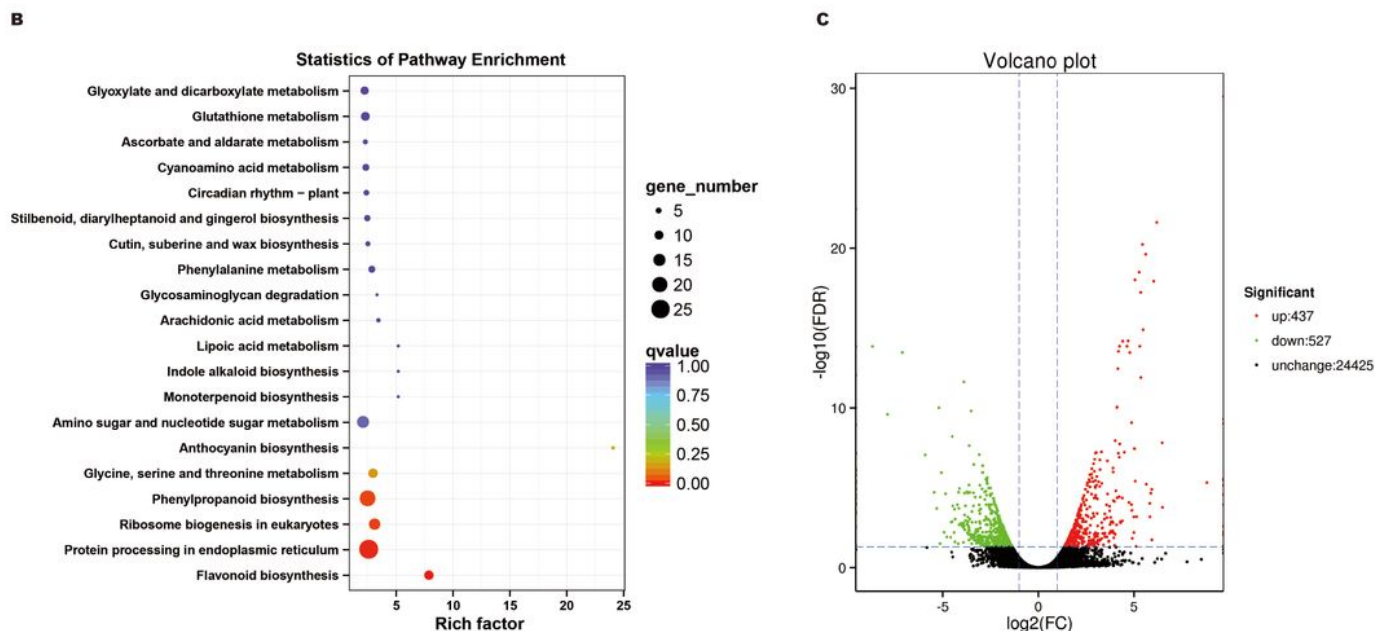 B
Statistics of Pathway Enrichment
Glyoxylate and dicarboxylate metabolism
Glutathione metabolism
Ascorbate and aldarate metabolism
Cyanoamino acid metabolism
Circadian rhythm − plant
Stilbenoid, diarylheptanoid and gingerol biosynthesis
Cutin, suberine and wax biosynthesis
Phenylalanine metabolism
Glycosaminoglycan degradation
Arachidonic acid metabolism
Lipoic acid metabolism
Indole alkaloid biosynthesis
Monoterpenoid biosynthesis
Amino sugar and nucleotide sugar metabolism
Anthocyanin biosynthesis
Glycine, serine and threonine metabolism
Phenylpropanoid biosynthesis
Ribosome biogenesis in eukaryotes
Protein processing in endoplasmic reticulum
Flavonoid biosynthesis
5 10 15 20 25
Rich factor
gene_number
5
10
15
20
25
qvalue
1.00
0.75
0.50
0.25
0.00
C
Volcano plot
30
20
10
0
-log10(FDR)
-5 0 5
log2(FC)
Significant
up:437
down:527
unchange:24425